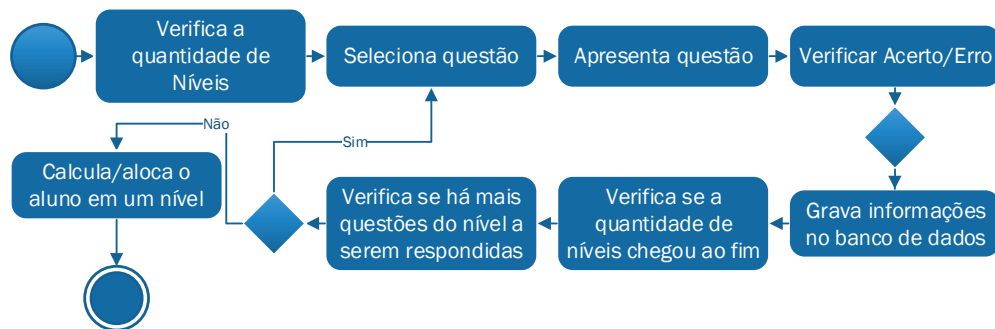 Verifica a
quantidade de
Níveis
Seleciona questão
Apresenta questão
Verificar Acerto/Erro
Não
Sim
Calcula/aloca o
aluno em um nível
Verifica se há mais
questões do nível a
serem respondidas
Verifica se a
quantidade de
níveis chegou ao fim
Grava informações
no banco de dados